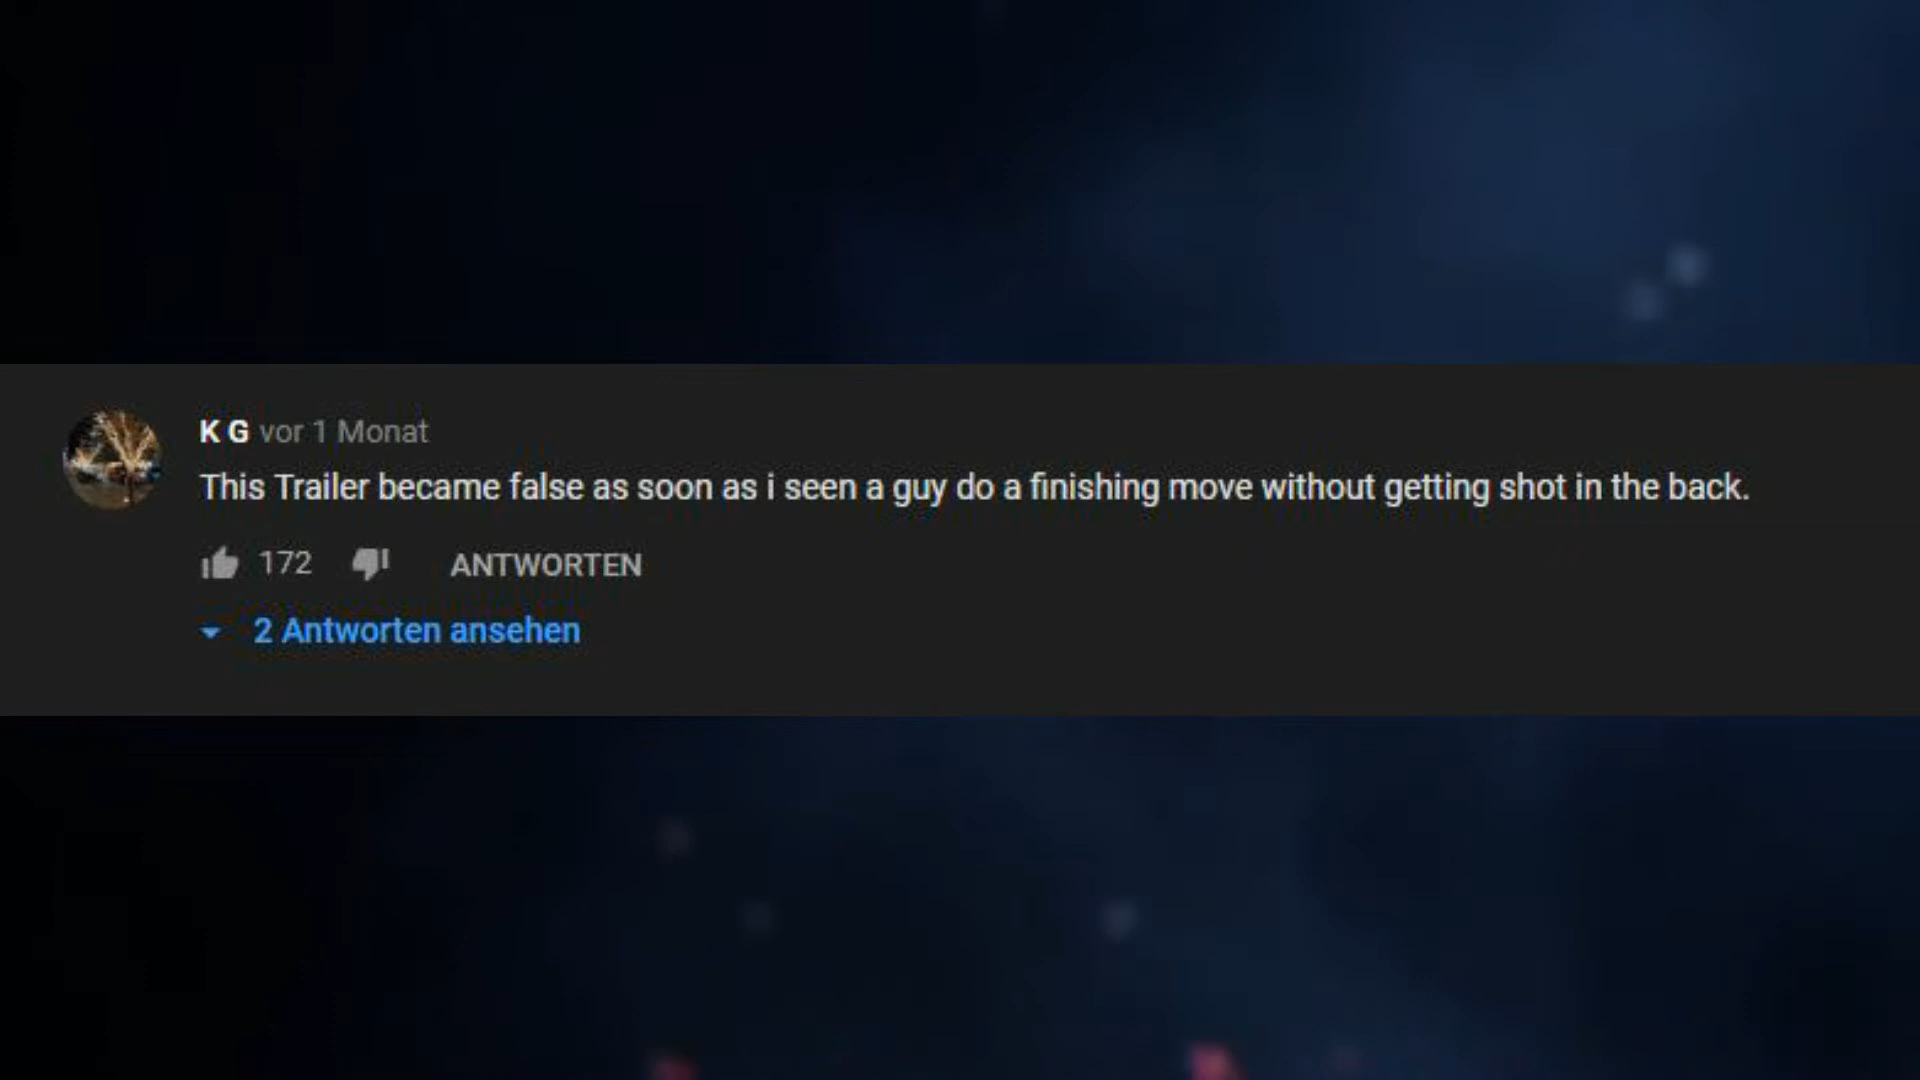 K G vor 1 Monat
This Trailer became false as soon as i seen a guy do a finishing move without getting shot in the back.
172 ANTWORTEN
2 Antworten ansehen